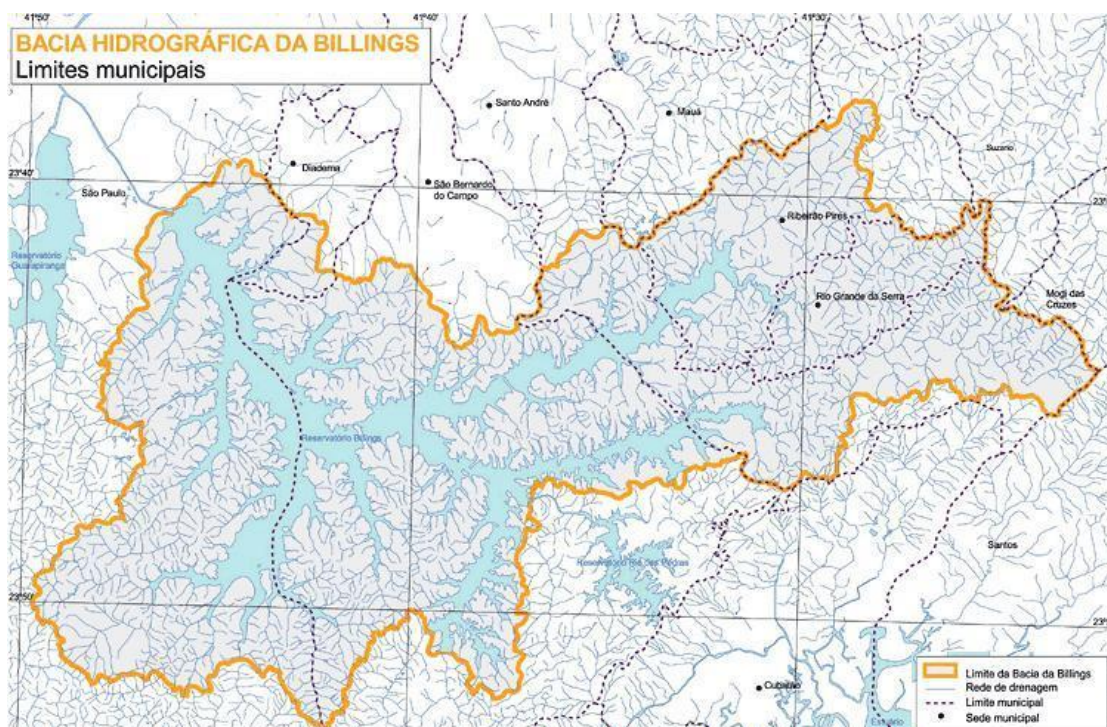 41°50'
41°40'
41°30'
BACIA HIDROGRÁFICA DA BILLINGS
Limites municipais
Santo André
Mauá
Suzano
Diadema
23°40'
São Paulo
São Bernardo
do Campo
23°
Ribeirão Pires
Reservatório
Guarapiranga
Rio Grande da Serra
Mogi das
Cruzes
Reservatório Billings
Santos
Reservatório Rio das Pedras
23°50'
23°
Cubatão
Estuário
Limite da Bacia da Billings
Rede de drenagem
Limite municipal
Sede municipal